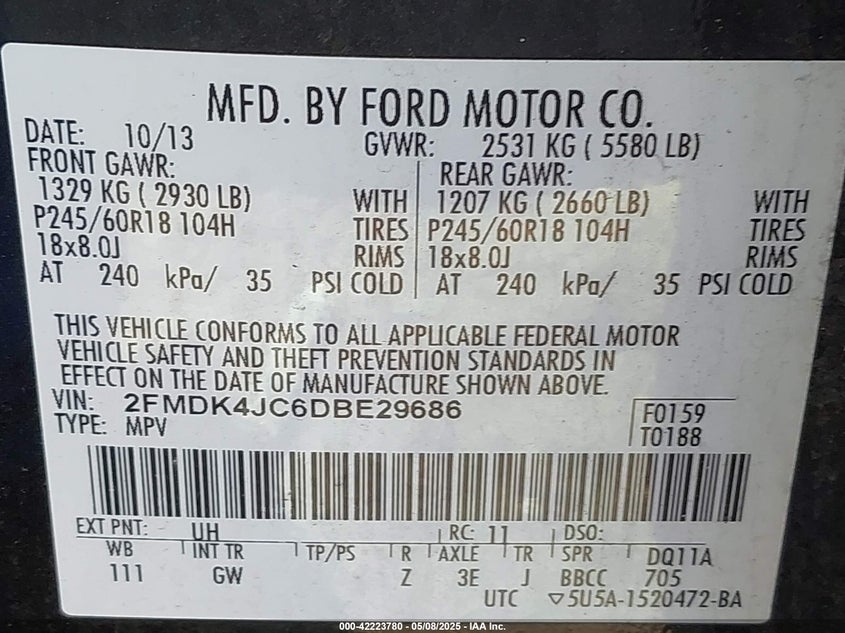 MFD. BY FORD MOTOR CO.
DATE: 10/13 GVWR: 2531 KG ( 5580 LB)
FRONT GAWR: REAR GAWR:
1329 KG ( 2930 LB) WITH 1207 KG ( 2660 LB) WITH
P245/60R18 104H TIRES P245/60R18 104H TIRES
18x8.0J RIMS 18x8.0J RIMS
AT 240 kPa/ 35 PSI COLD AT 240 kPa/ 35 PSI COLD
THIS VEHICLE CONFORMS TO ALL APPLICABLE FEDERAL MOTOR
VEHICLE SAFETY AND THEFT PREVENTION STANDARDS IN
EFFECT ON THE DATE OF MANUFACTURE SHOWN ABOVE.
VIN: 2FMDK4JC6DBE29686 F0159
TYPE: MPV T0188
EXT PNT: UH RC: 11 DSO:
WB INT TR TP/PS R AXLE TR SPR DQ11A
111 GW Z 3E J BBCC 705
UTC ▽5U5A-1520472-BA
000-42223780 - 05/08/2025 - IAA Inc.